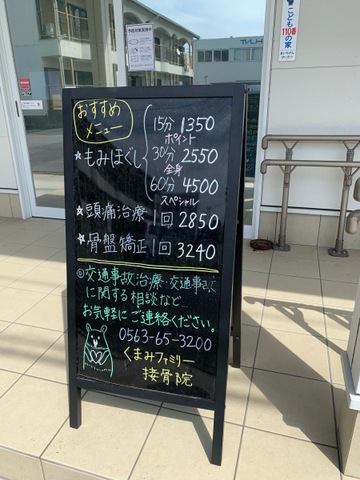 おすすめ
メニュー
15分 1350
ポイント
☆もみほぐし 30分 2550
全身
60分 4500
スペシャル
☆頭痛治療 1回 2850
☆骨盤矯正 1回 3240
◎交通事故治療・交通事故
に関する相談など
お気軽にご連絡ください。
0563-65-3200
くまみファミリー
接骨院
こども
110番
の家